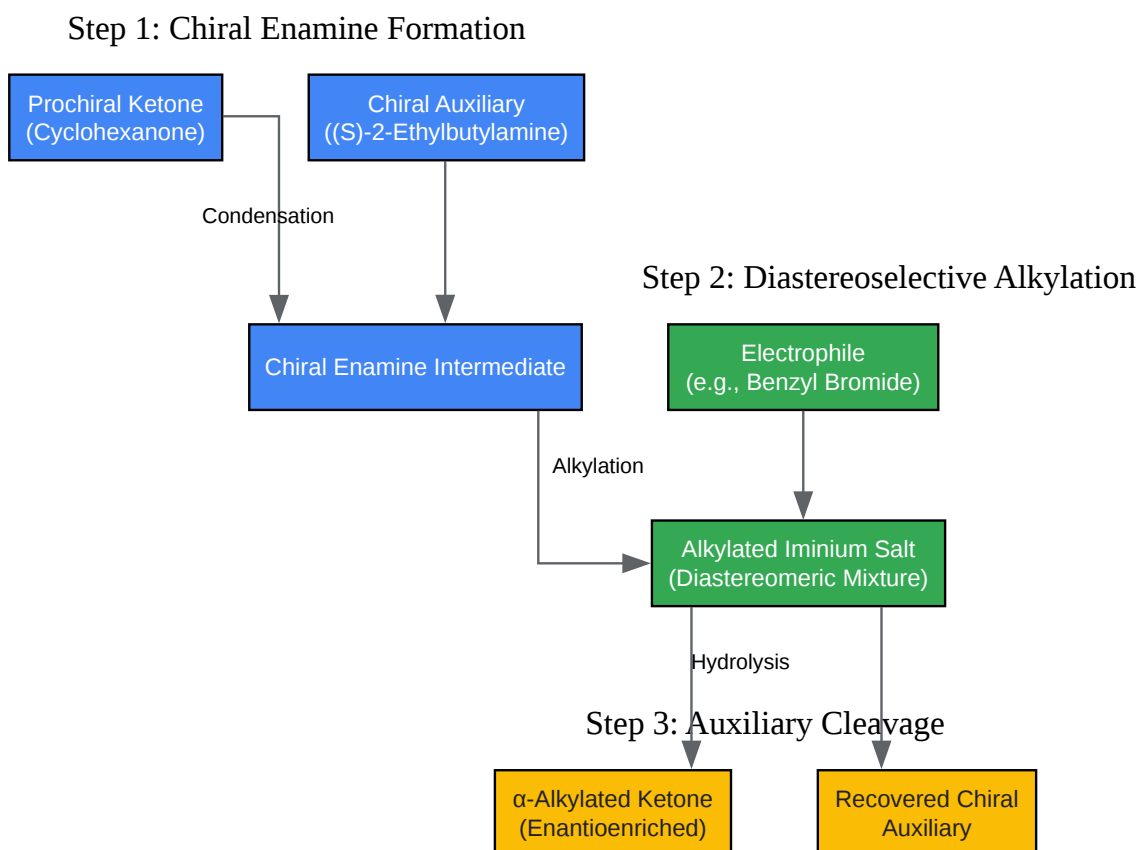 Step 1: Chiral Enamine Formation
Prochiral Ketone
(Cyclohexanone)
Chiral Auxiliary
((S)-2-Ethylbutylamine)
Condensation
Step 2: Diastereoselective Alkylation
Chiral Enamine Intermediate
Electrophile
(e.g., Benzyl Bromide)
Alkylation
Alkylated Iminium Salt
(Diastereomeric Mixture)
Hydrolysis
Step 3: Auxiliary Cleavage
α-Alkylated Ketone
(Enantioenriched)
Recovered Chiral
Auxiliary